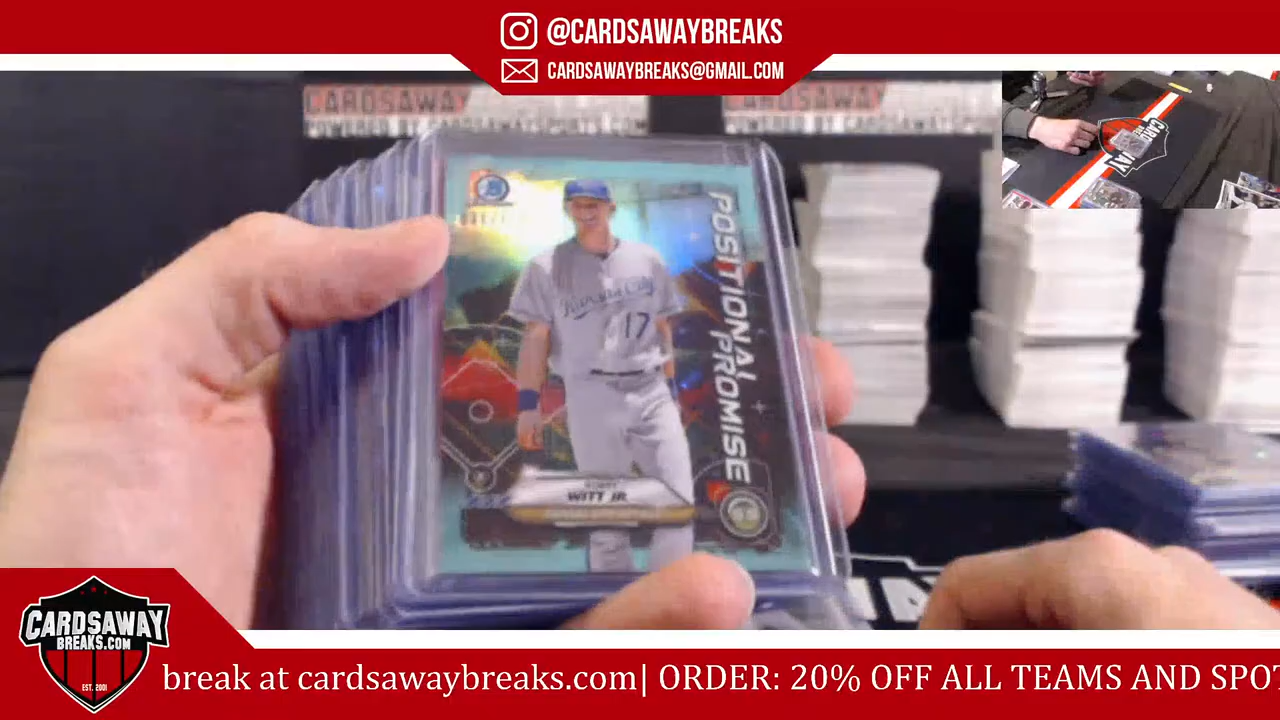 @CARDSAWAYBREAKS
CARDSAWAYBREAKS@GMAIL.COM
CARDSAWAY
CARDSAWAY
POSITIONAL
PROMISE
Kansas City
17
BOBBY
WITT JR.
CARDSAWAY
BREAKS.COM
EST. 2001
break at cardsawaybreaks.com| ORDER: 20% OFF ALL TEAMS AND SPOT